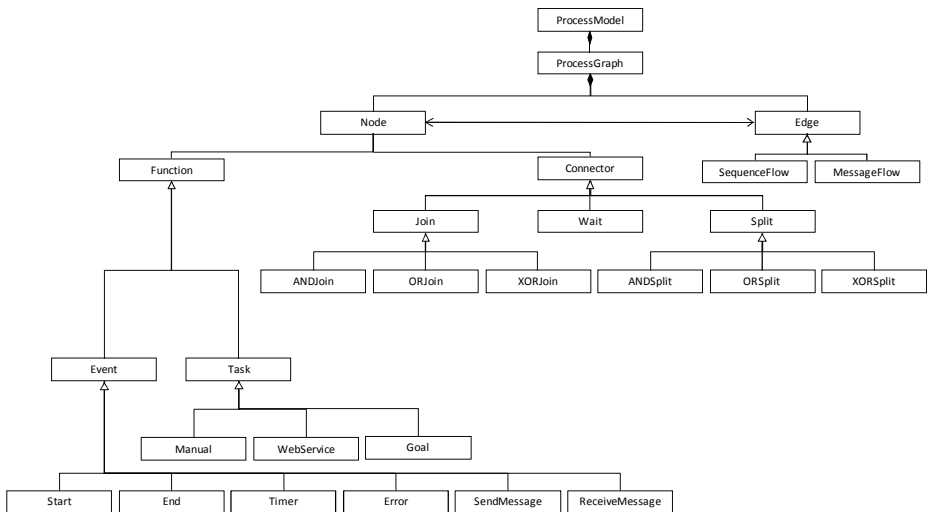 ProcessModel
ProcessGraph
Node
Edge
Function
Connector
SequenceFlow
MessageFlow
Join
Wait
Split
ANDJoin
ORJoin
XORJoin
ANDSplit
ORSplit
XORSplit
Event
Task
Manual
WebService
Goal
Start
End
Timer
Error
SendMessage
ReceiveMessage